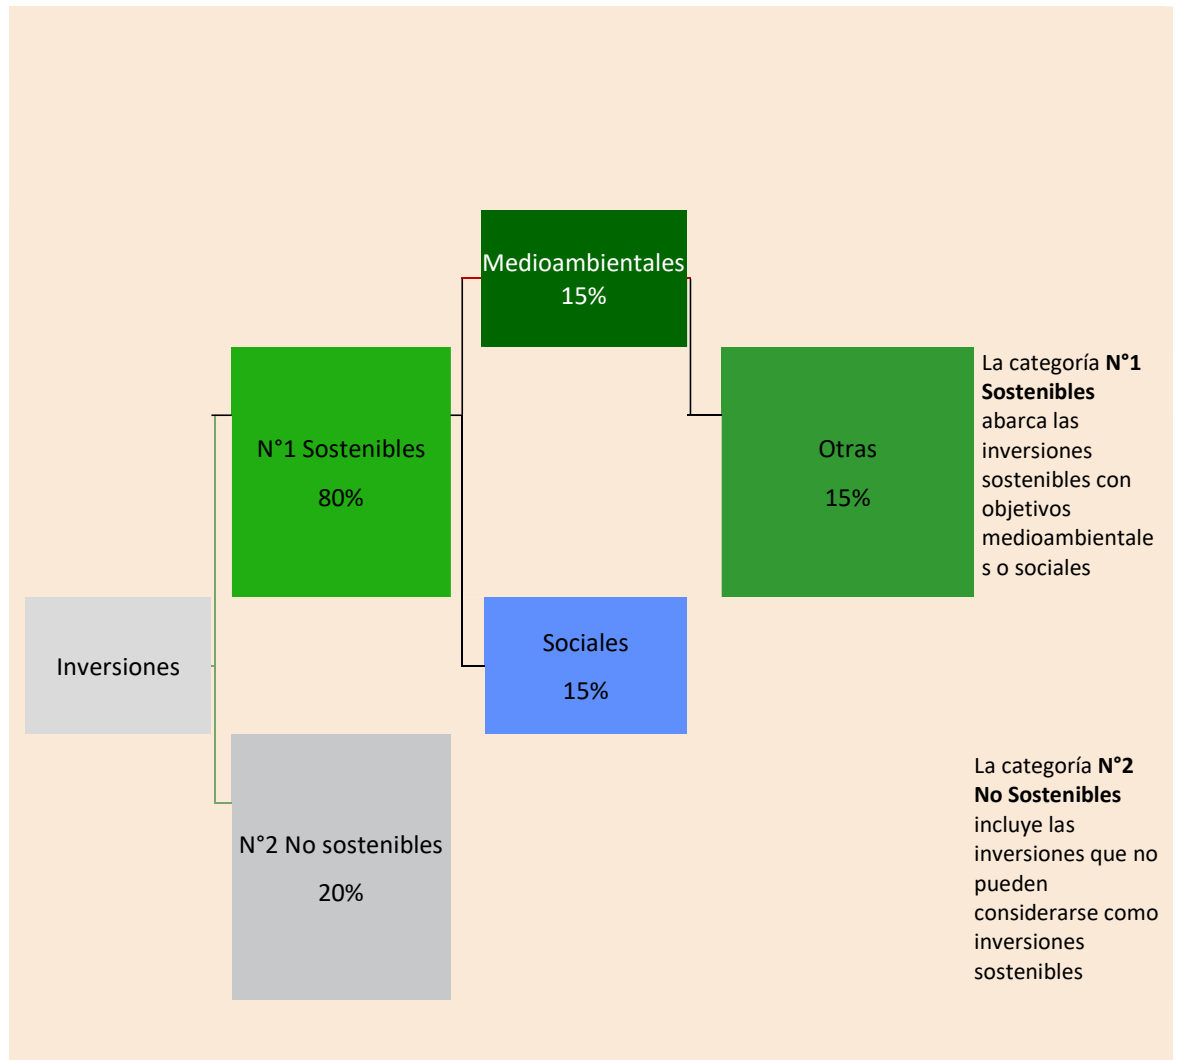 Medioambientales
15%
N°1 Sostenibles
80%
Otras
15%
La categoría N°1
Sostenibles
abarca las
inversiones
sostenibles con
objetivos
medioambientale
s o sociales
Inversiones
Sociales
15%
N°2 No sostenibles
20%
La categoría N°2
No Sostenibles
incluye las
inversiones que no
pueden
considerarse como
inversiones
sostenibles